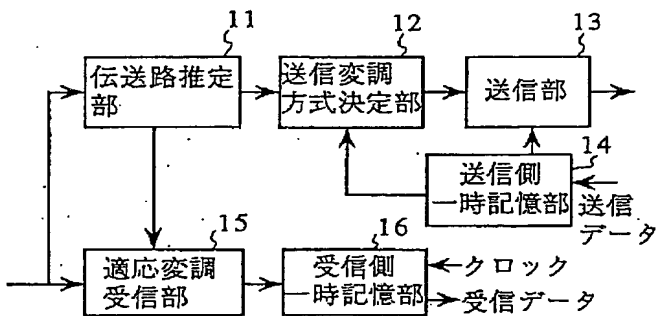 11
伝送路推定
部
12
送信変調
方式決定部
13
送信部
14
送信側
一時記憶部
送信
データ
15
適応変調
受信部
16
受信側
一時記憶部
クロック
受信データ